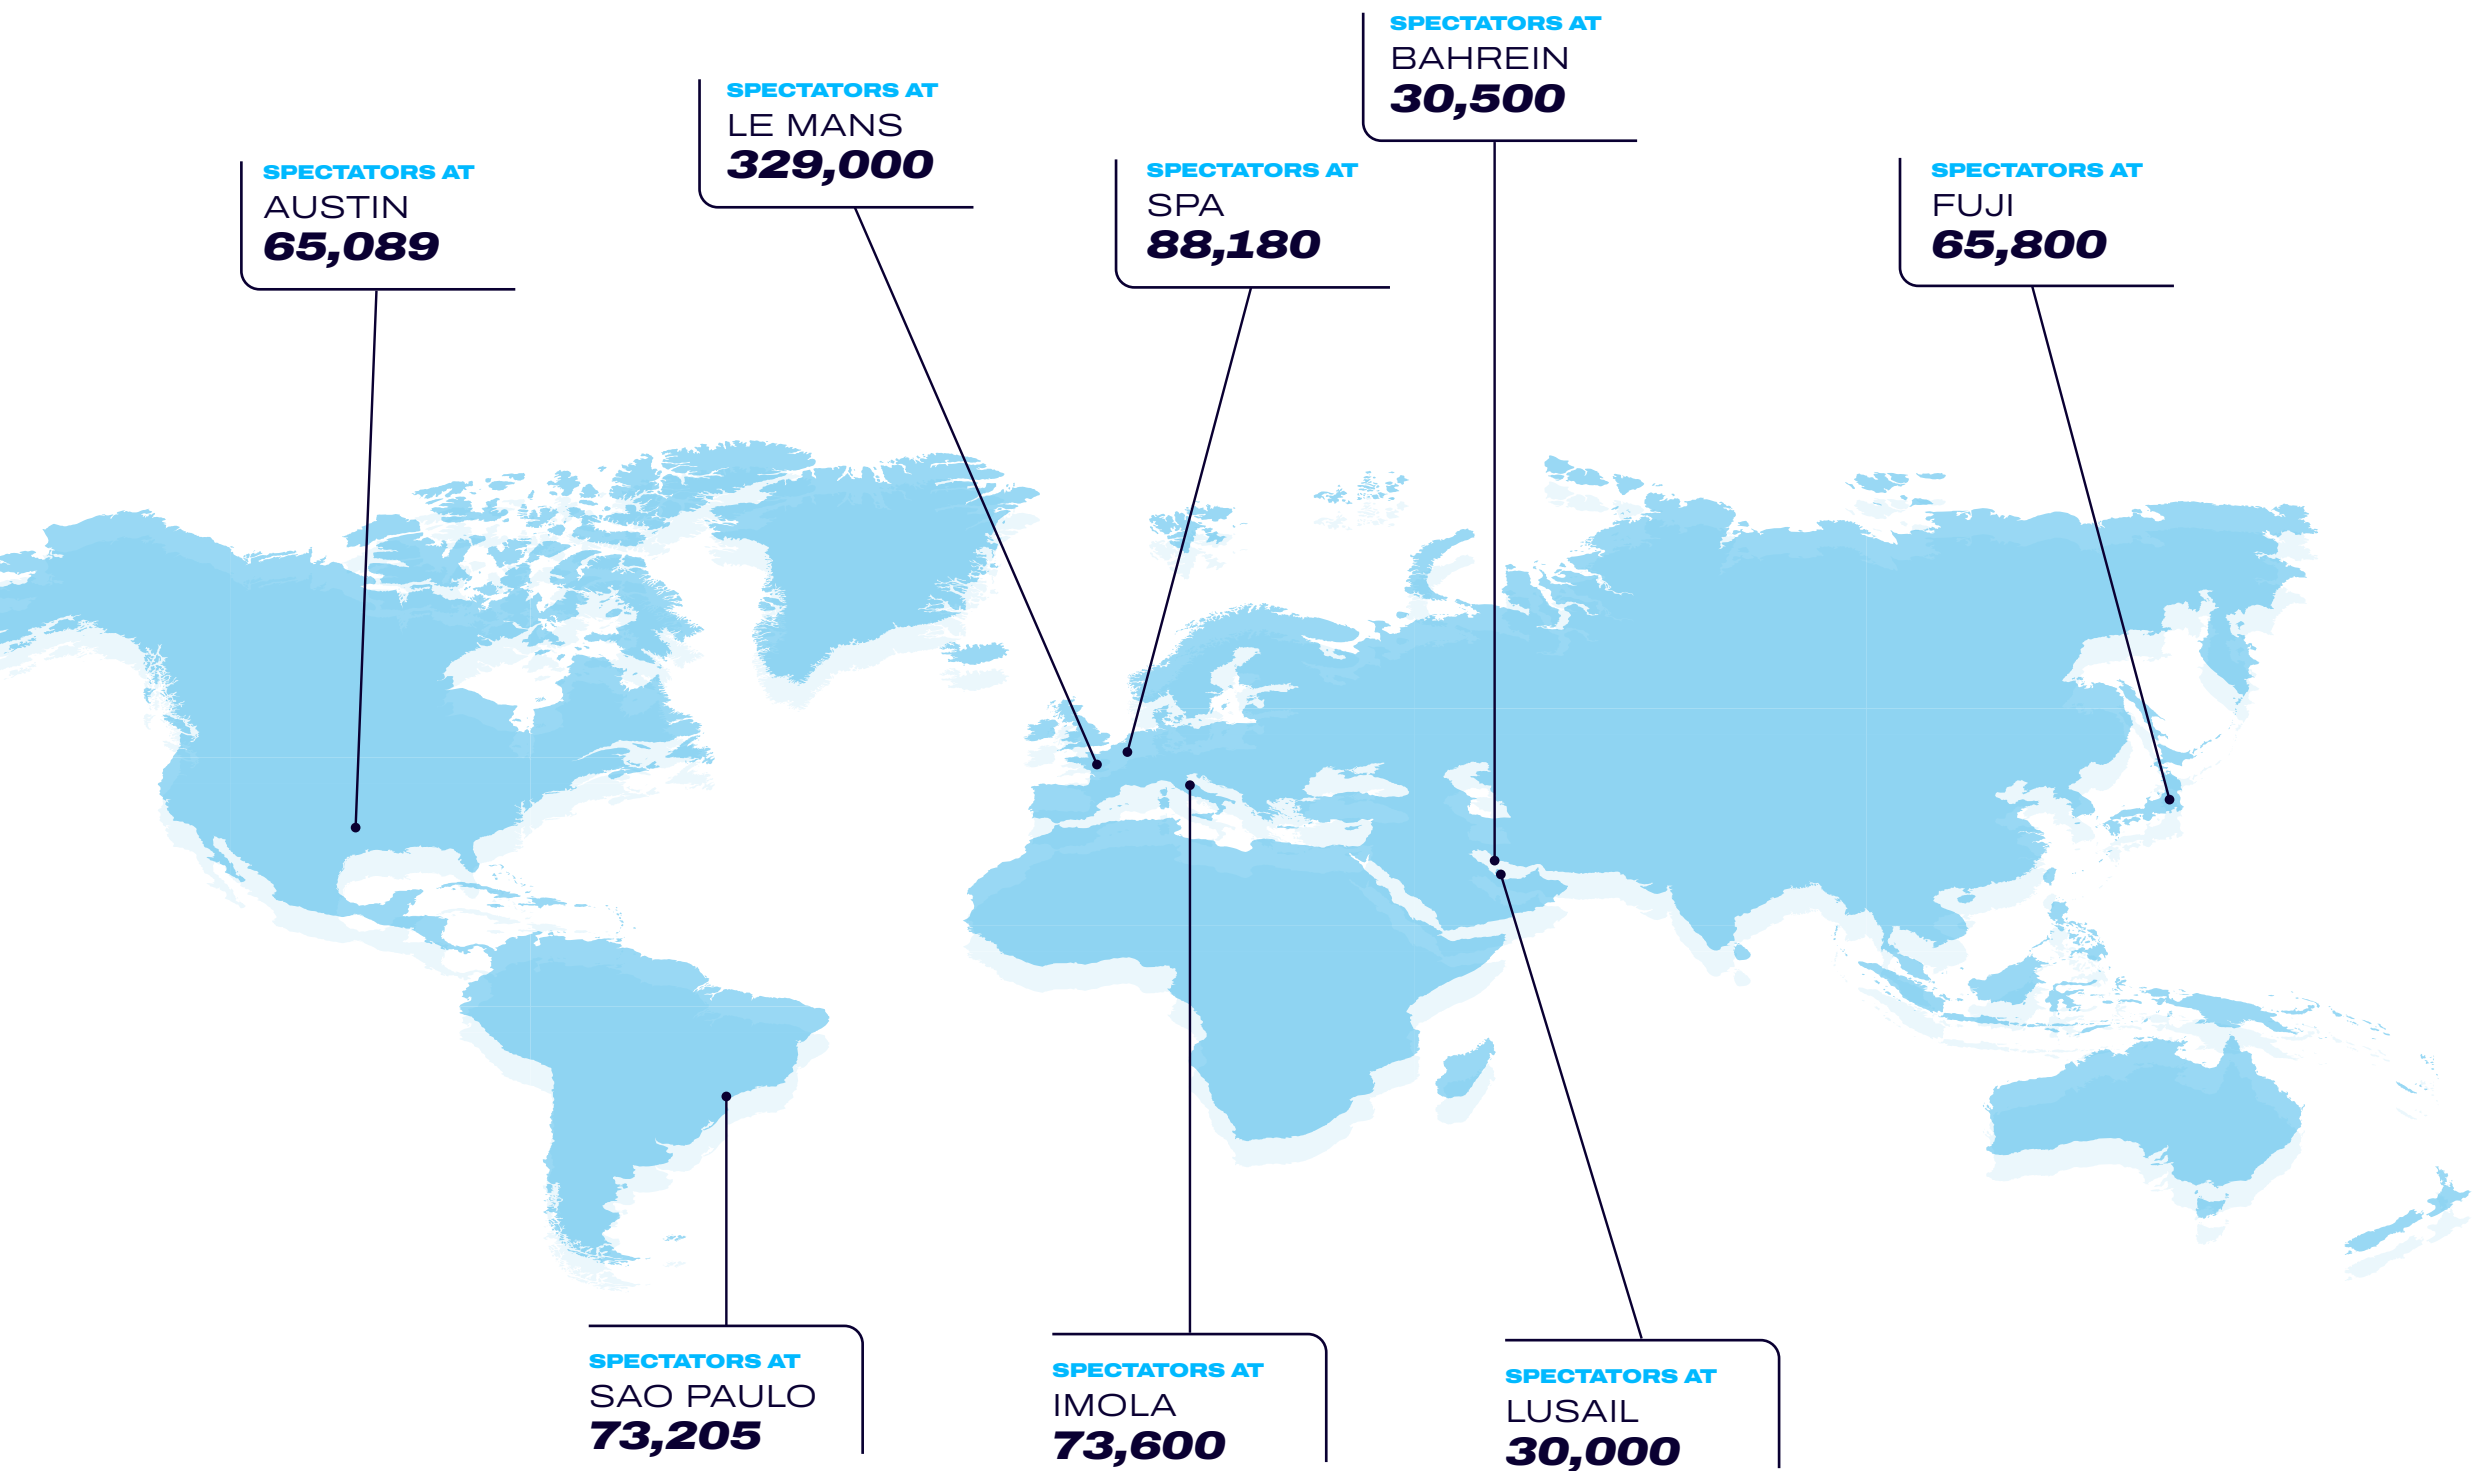 SPECTATORS AT
BAHREIN
30,500
SPECTATORS AT
LE MANS
329,000
SPECTATORS AT
AUSTIN
65,089
SPECTATORS AT
SPA
88,180
SPECTATORS AT
FUJI
65,800
SPECTATORS AT
SAO PAULO
73,205
SPECTATORS AT
IMOLA
73,600
SPECTATORS AT
LUSAIL
30,000